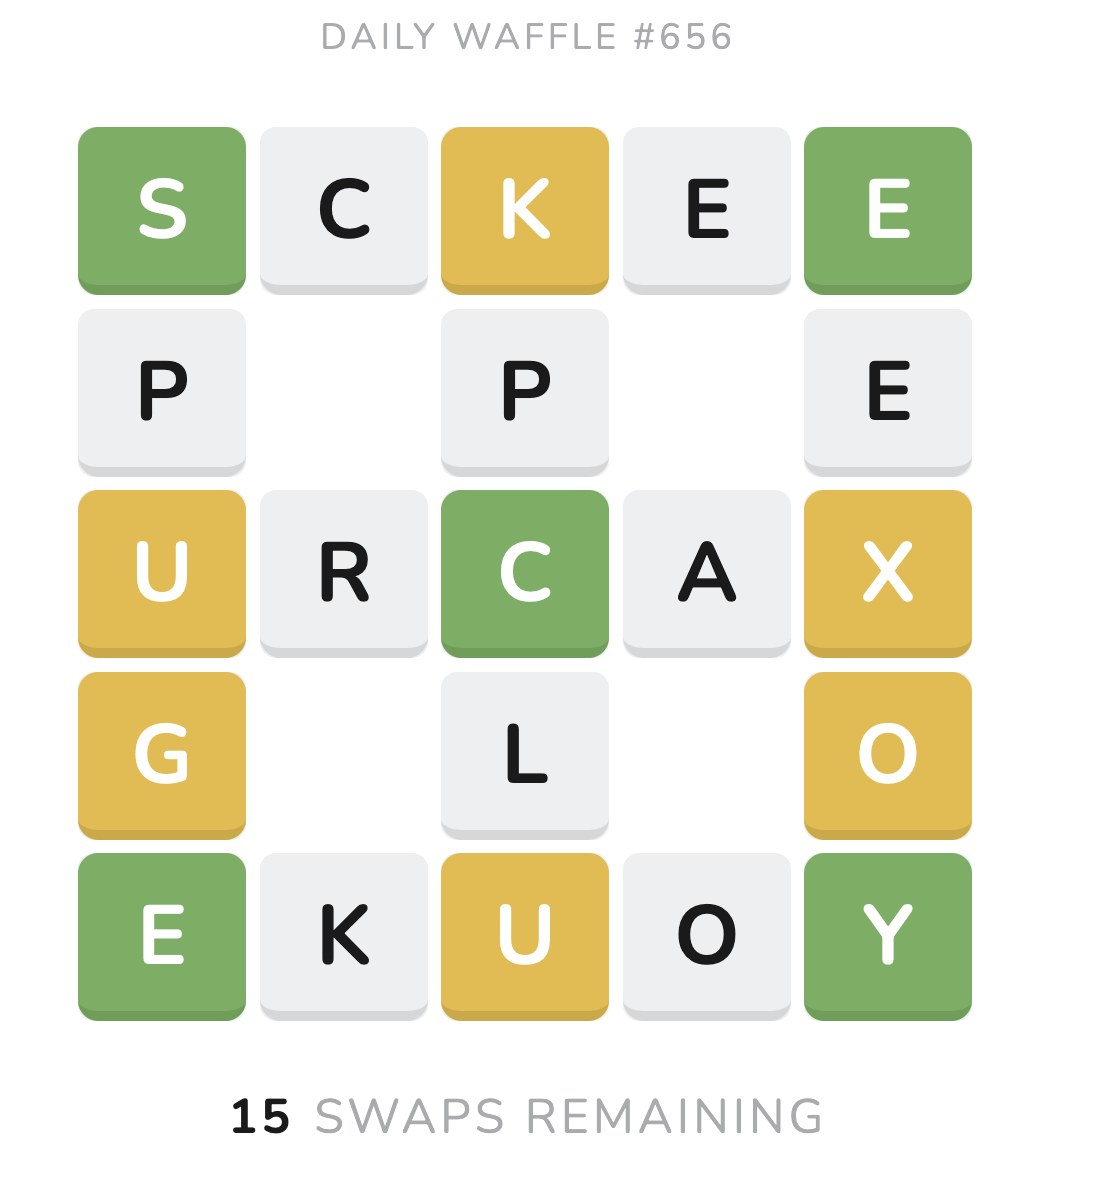 DAILY WAFFLE #656
S C K E E
P P E
U R C A X
G L O
E K U O Y
15 SWAPS REMAINING